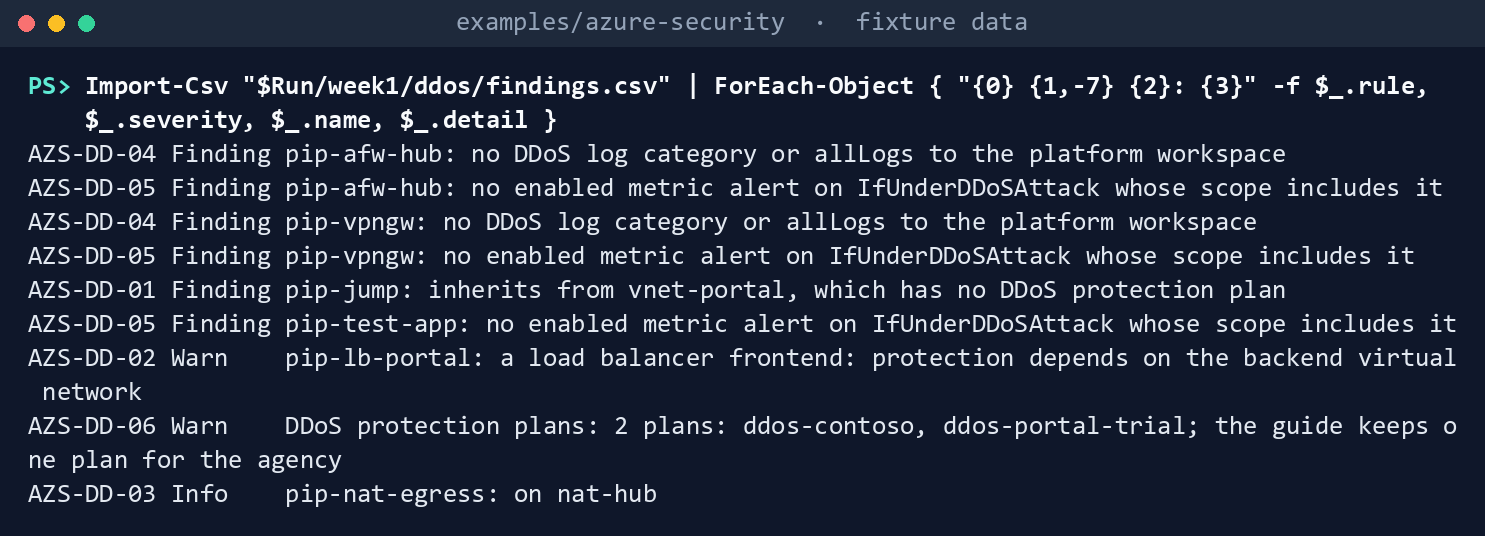 examples/azure-security · fixture data
PS> Import-Csv "$Run/week1/ddos/findings.csv" | ForEach-Object { "{0} {1,-7} {2}: {3}" -f $_.rule,
$_.severity, $_.name, $_.detail }
AZS-DD-04 Finding pip-afw-hub: no DDoS log category or allLogs to the platform workspace
AZS-DD-05 Finding pip-afw-hub: no enabled metric alert on IfUnderDDoSAttack whose scope includes it
AZS-DD-04 Finding pip-vpngw: no DDoS log category or allLogs to the platform workspace
AZS-DD-05 Finding pip-vpngw: no enabled metric alert on IfUnderDDoSAttack whose scope includes it
AZS-DD-01 Finding pip-jump: inherits from vnet-portal, which has no DDoS protection plan
AZS-DD-05 Finding pip-test-app: no enabled metric alert on IfUnderDDoSAttack whose scope includes it
AZS-DD-02 Warn    pip-lb-portal: a load balancer frontend: protection depends on the backend virtual
 network
AZS-DD-06 Warn    DDoS protection plans: 2 plans: ddos-contoso, ddos-portal-trial; the guide keeps o
ne plan for the agency
AZS-DD-03 Info    pip-nat-egress: on nat-hub